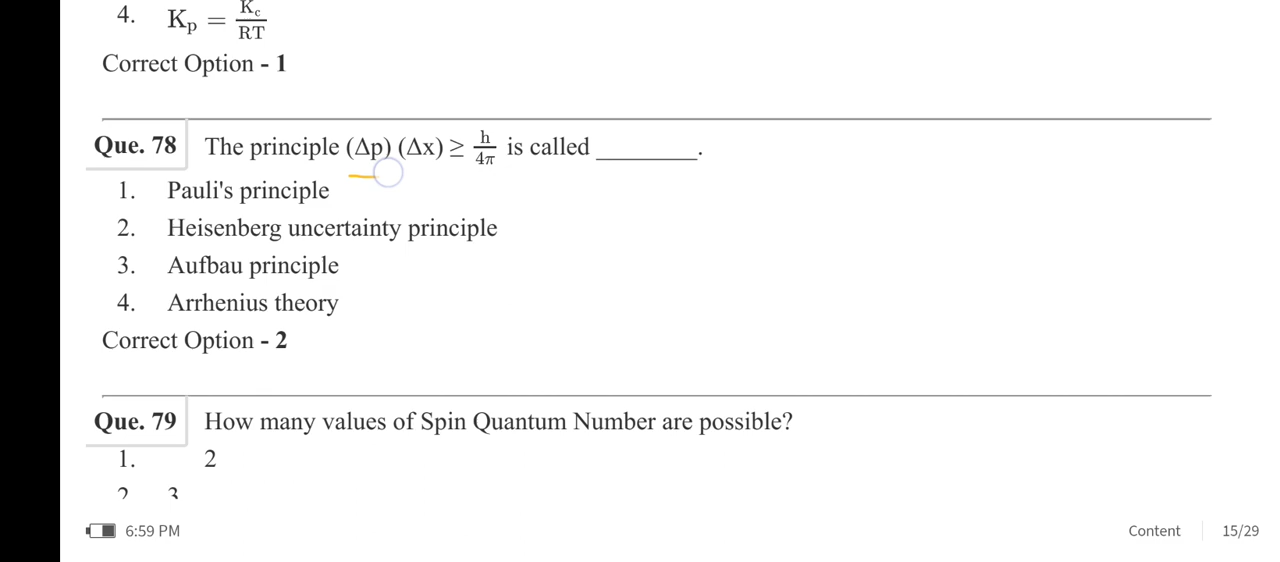 4. Kp = Kc/RT
Correct Option - 1
Que. 78 The principle (Δp) (Δx) ≥ h/4π is called ________.
1. Pauli's principle
2. Heisenberg uncertainty principle
3. Aufbau principle
4. Arrhenius theory
Correct Option - 2
Que. 79 How many values of Spin Quantum Number are possible?
1. 2
2 3
6:59 PM Content 15/29